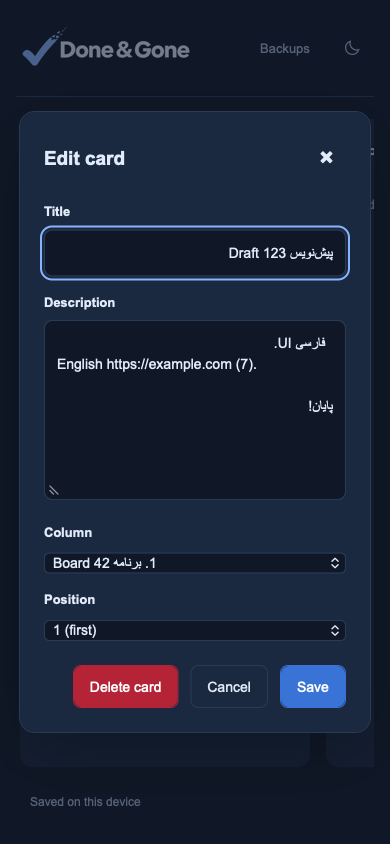 Done & Gone
Backups
Edit card
Title
پیش‌نویس Draft 123
Description
فارسی UI.
English https://example.com (7).
پایان!
Column
1. برنامه Board 42
Position
1 (first)
Delete card
Cancel
Save
Saved on this device